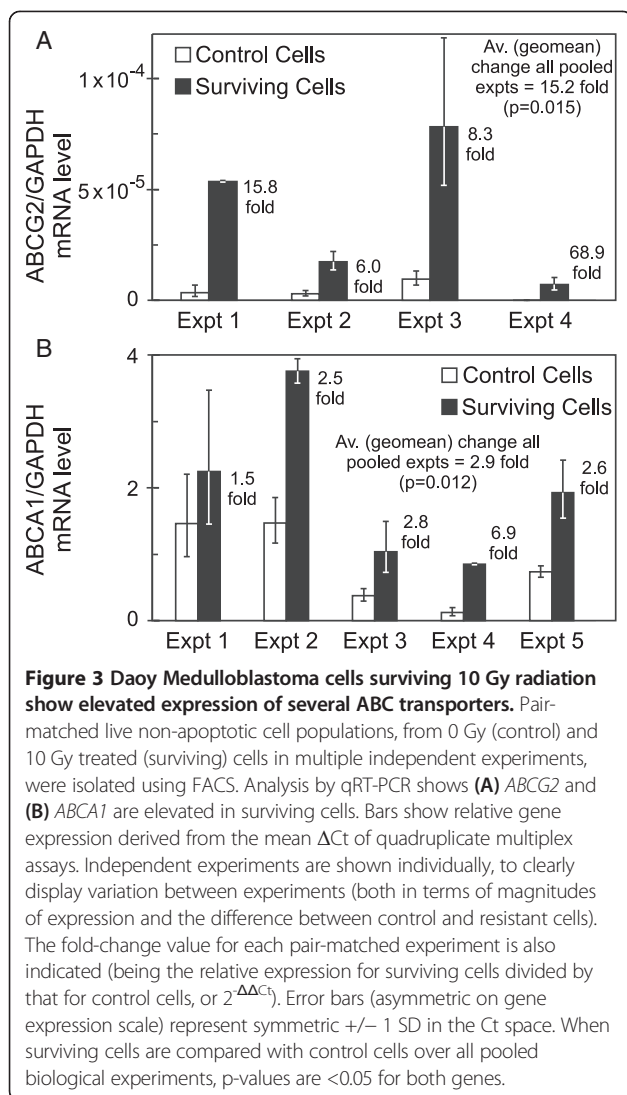 A
Control Cells
Surviving Cells
Av. (geomean)
change all pooled
expts = 15.2 fold
(p=0.015)
ABCG2/GAPDH
mRNA level
1x10⁻⁴
5x10⁻⁵
0
15.8
fold
6.0
fold
8.3
fold
68.9
fold
Expt 1 Expt 2 Expt 3 Expt 4
B
Control Cells
Surviving Cells
Av. (geomean) change all
pooled expts = 2.9 fold
(p=0.012)
ABCA1/GAPDH
mRNA level
4
2
0
1.5
fold
2.5
fold
2.8
fold
6.9
fold
2.6
fold
Expt 1 Expt 2 Expt 3 Expt 4 Expt 5
Figure 3 Daoy Medulloblastoma cells surviving 10 Gy radiation
show elevated expression of several ABC transporters. Pair-
matched live non-apoptotic cell populations, from 0 Gy (control) and
10 Gy treated (surviving) cells in multiple independent experiments,
were isolated using FACS. Analysis by qRT-PCR shows (A) ABCG2 and
(B) ABCA1 are elevated in surviving cells. Bars show relative gene
expression derived from the mean ΔCt of quadruplicate multiplex
assays. Independent experiments are shown individually, to clearly
display variation between experiments (both in terms of magnitudes
of expression and the difference between control and resistant cells).
The fold-change value for each pair-matched experiment is also
indicated (being the relative expression for surviving cells divided by
that for control cells, or 2^-ΔΔCt). Error bars (asymmetric on gene
expression scale) represent symmetric +/− 1 SD in the Ct space. When
surviving cells are compared with control cells over all pooled
biological experiments, p-values are <0.05 for both genes.